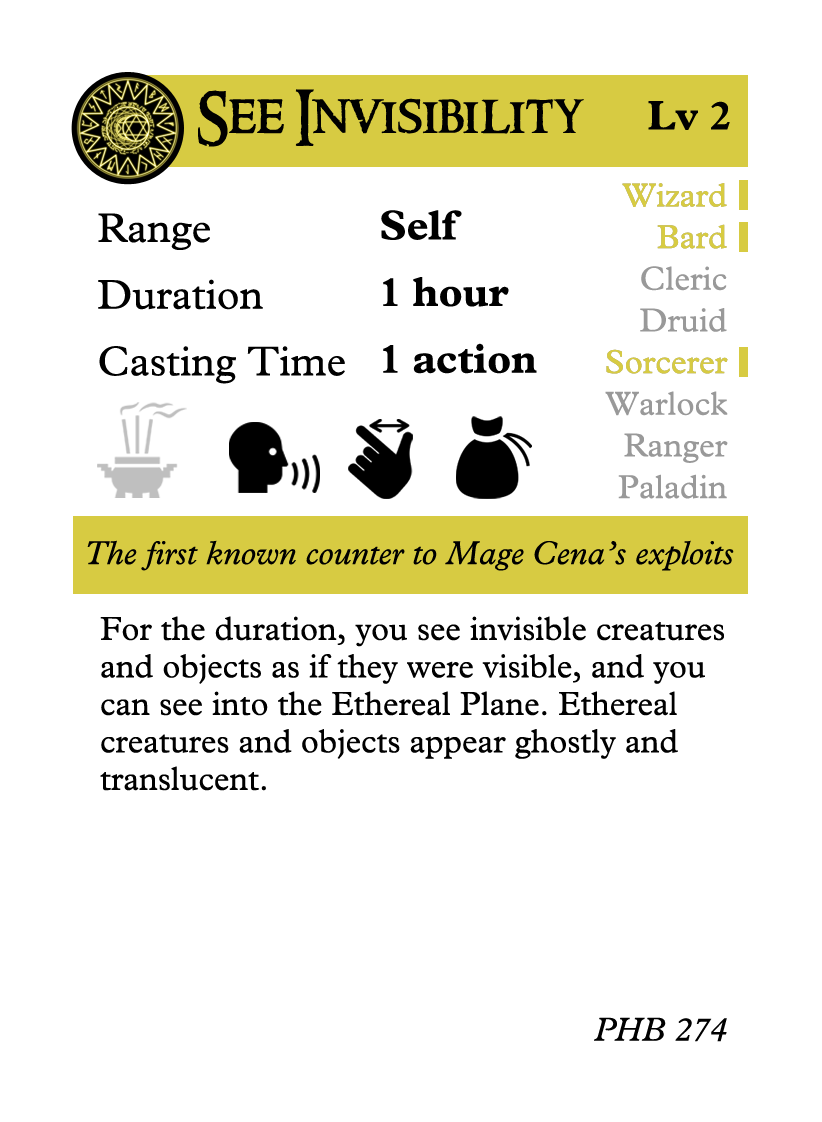 See Invisibility Lv 2
Wizard
Bard
Cleric
Druid
Sorcerer
Warlock
Ranger
Paladin
Range Self
Duration 1 hour
Casting Time 1 action
The first known counter to Mage Cena's exploits
For the duration, you see invisible creatures
and objects as if they were visible, and you
can see into the Ethereal Plane. Ethereal
creatures and objects appear ghostly and
translucent.
PHB 274